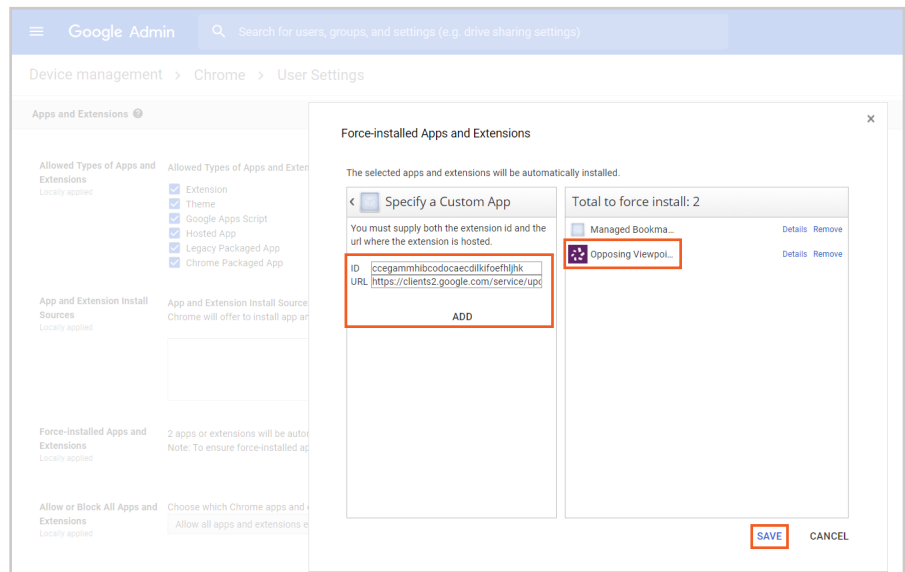 Google Admin
Search for users, groups, and settings (e.g. drive sharing settings)
Device management > Chrome > User Settings
Apps and Extensions
Allowed Types of Apps and Extensions
Locally applied
Allowed Types of Apps and Exten
Extension
Theme
Google Apps Script
Hosted App
Legacy Packaged App
Chrome Packaged App
App and Extension Install Sources
Locally applied
App and Extension Install Source
Chrome will offer to install app an
Force-installed Apps and Extensions
Locally applied
2 apps or extensions will be autor
Note: To ensure force-installed ap
Allow or Block All Apps and Extensions
Locally applied
Choose which Chrome apps and
Allow all apps and extensions e
Force-installed Apps and Extensions
The selected apps and extensions will be automatically installed.
Specify a Custom App
You must supply both the extension id and the
url where the extension is hosted.
ID ccegammhibcodocaecdilkifoefhljhk
URL https://clients2.google.com/service/upd
ADD
Total to force install: 2
Managed Bookma... Details Remove
Opposing Viewpoi... Details Remove
SAVE CANCEL